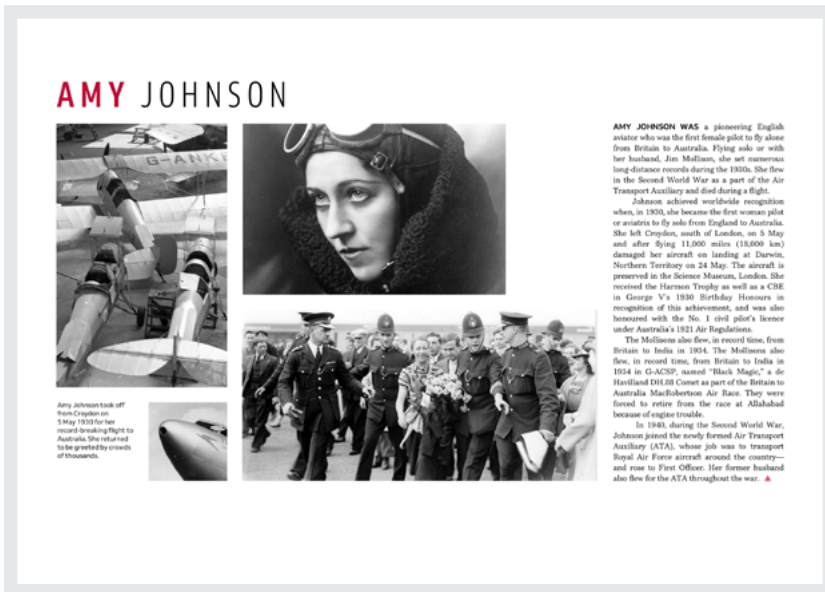 AMY JOHNSON
G-ANKE
AMY JOHNSON WAS a pioneering English
aviator who was the first female pilot to fly alone
from Britain to Australia. Flying solo or with
her husband, Jim Mollison, she set numerous
long-distance records during the 1930s. She flew
in the Second World War as a part of the Air
Transport Auxiliary and died during a flight.
Johnson achieved worldwide recognition
when, in 1930, she became the first woman pilot
or aviatrix to fly solo from England to Australia.
She left Croydon, south of London, on 5 May
and after flying 11,000 miles (18,000 km)
damaged her aircraft on landing at Darwin,
Northern Territory on 24 May. The aircraft is
preserved in the Science Museum, London. She
received the Harmon Trophy as well as a CBE
in George V's 1930 Birthday Honours in
recognition of this achievement, and was also
honoured with the No. 1 civil pilot's licence
under Australia's 1921 Air Regulations.
The Mollisons also flew, in record time, from
Britain to India in 1934. The Mollisons also
flew, in record time, from Britain to India in
1934 in G-ACSP, named "Black Magic," a de
Havilland DH.88 Comet as part of the Britain to
Australia MacRobertson Air Race. They were
forced to retire from the race at Allahabad
because of engine trouble.
In 1940, during the Second World War,
Johnson joined the newly formed Air Transport
Auxiliary (ATA), whose job was to transport
Royal Air Force aircraft around the country—
and rose to First Officer. Her former husband
also flew for the ATA throughout the war.
Amy Johnson took off
from Croydon on
5 May 1930 for her
record-breaking flight to
Australia. She returned
to be greeted by crowds
of thousands.